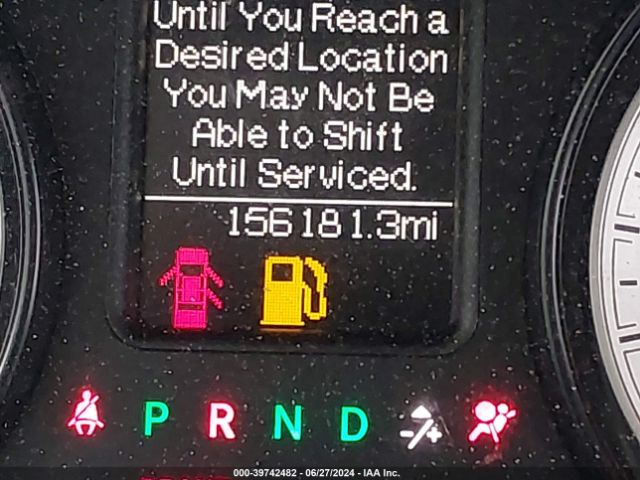 Until You Reach a
Desired Location
You May Not Be
Able to Shift
Until Serviced.
156181.3mi
P R N D -/+
000-39742482 - 06/27/2024 - IAA Inc.